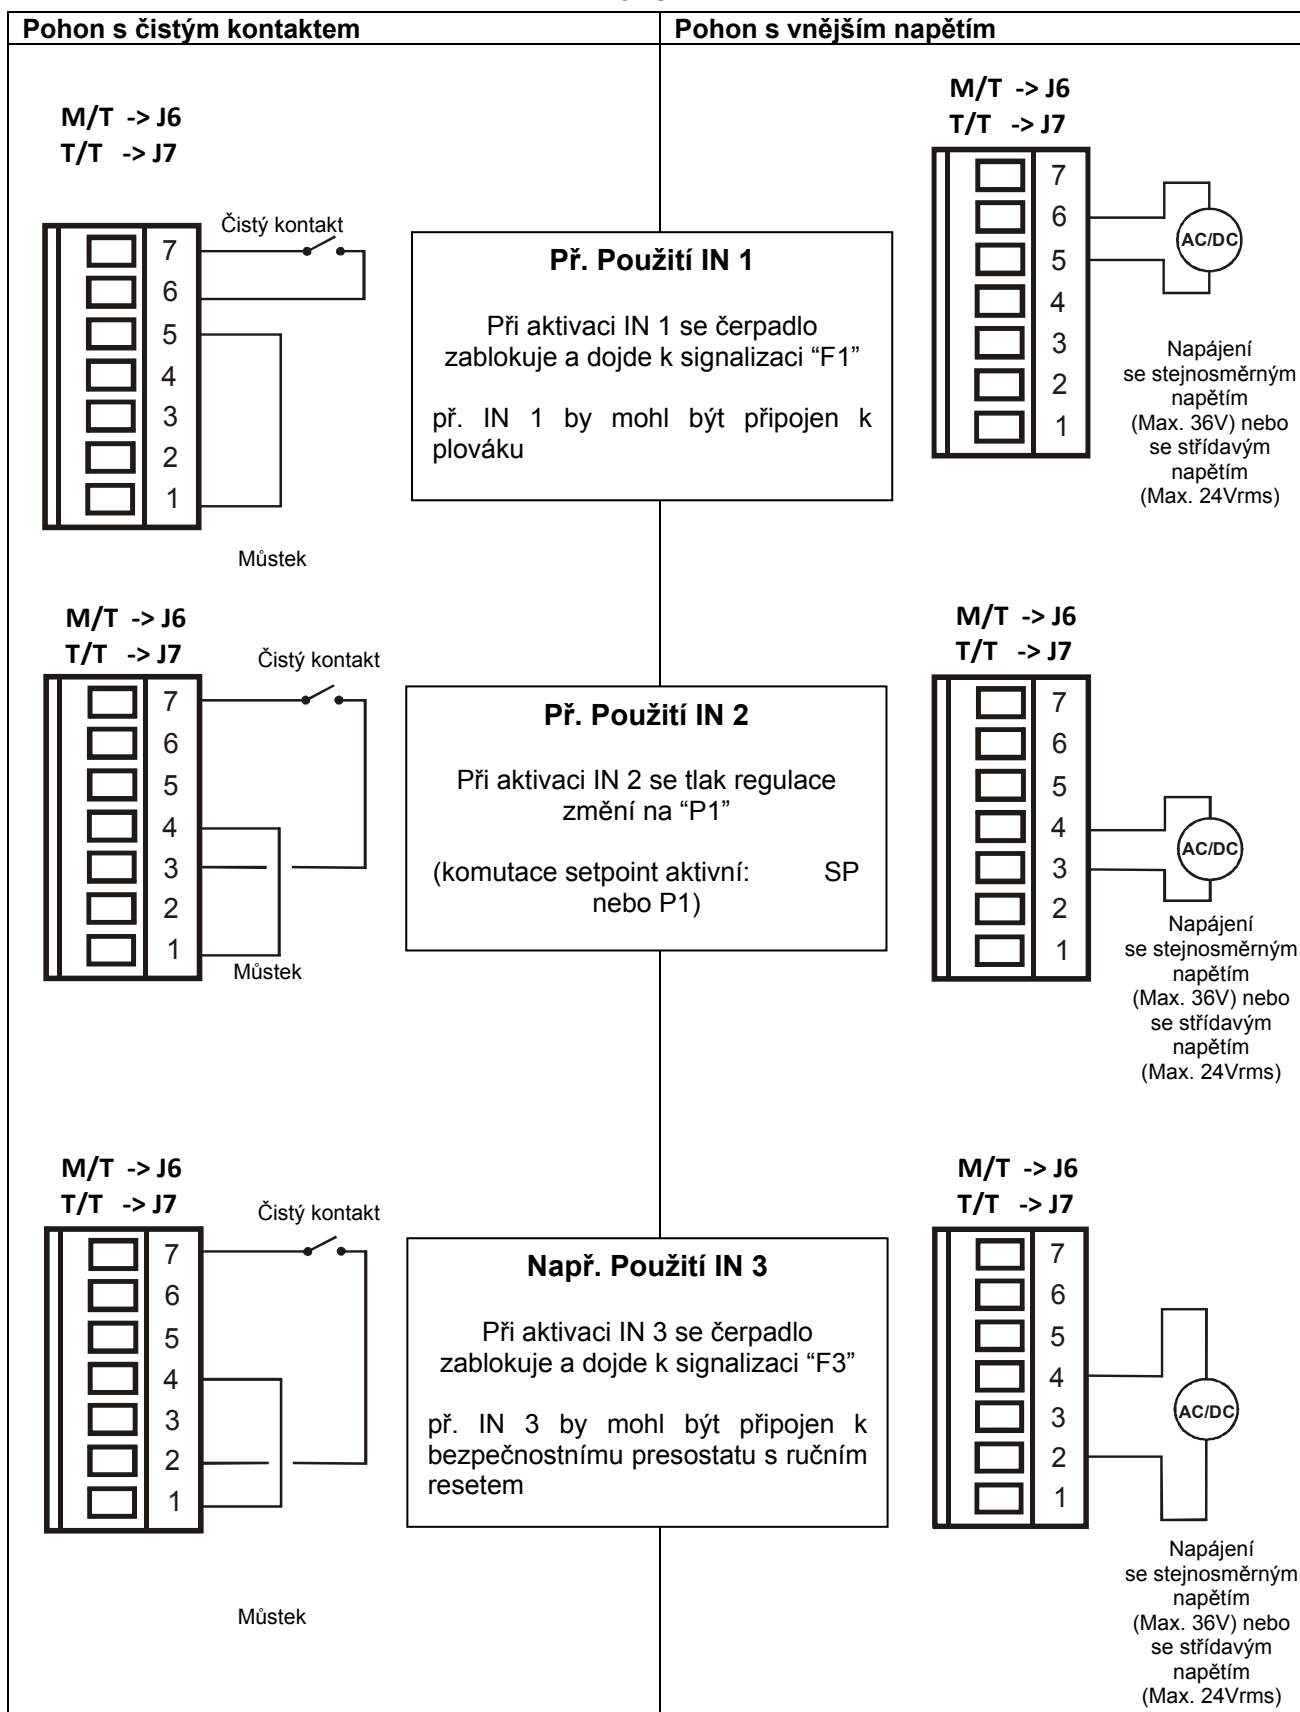 Pohon s čistým kontaktem
Pohon s vnějším napětím
M/T -> J6
T/T -> J7
Čistý kontakt
7
6
5
4
3
2
1
Můstek
Př. Použití IN 1
Při aktivaci IN 1 se čerpadlo
zablokuje a dojde k signalizaci “F1”
př. IN 1 by mohl být připojen k
plováku
M/T -> J6
T/T -> J7
7
6
5
4
3
2
1
AC/DC
Napájení
se stejnosměrným
napětím
(Max. 36V) nebo
se střídavým
napětím
(Max. 24Vrms)
M/T -> J6
T/T -> J7
Čistý kontakt
7
6
5
4
3
2
1
Můstek
Př. Použití IN 2
Při aktivaci IN 2 se tlak regulace
změní na “P1”
(komutace setpoint aktivní: SP
nebo P1)
M/T -> J6
T/T -> J7
7
6
5
4
3
2
1
AC/DC
Napájení
se stejnosměrným
napětím
(Max. 36V) nebo
se střídavým
napětím
(Max. 24Vrms)
M/T -> J6
T/T -> J7
Čistý kontakt
7
6
5
4
3
2
1
Můstek
Např. Použití IN 3
Při aktivaci IN 3 se čerpadlo
zablokuje a dojde k signalizaci “F3”
př. IN 3 by mohl být připojen k
bezpečnostnímu presostatu s ručním
resetem
M/T -> J6
T/T -> J7
7
6
5
4
3
2
1
AC/DC
Napájení
se stejnosměrným
napětím
(Max. 36V) nebo
se střídavým
napětím
(Max. 24Vrms)